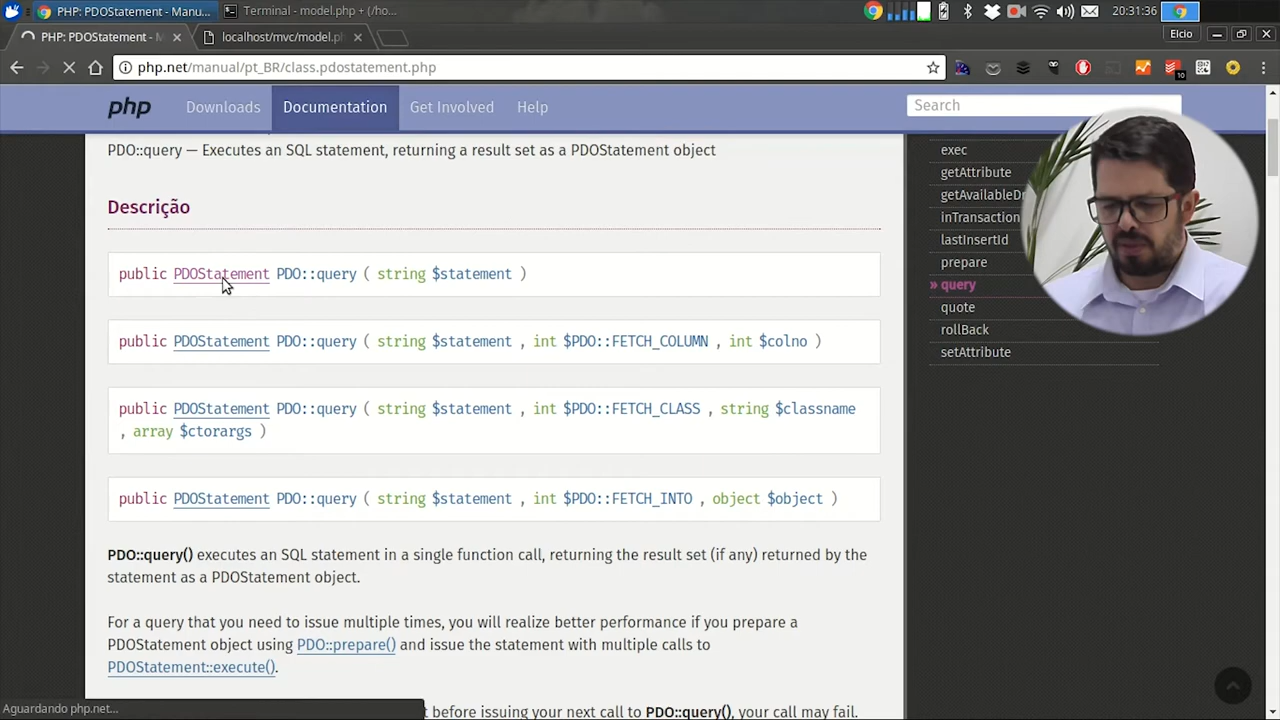 PHP: PDOStatement - Manu...
Terminal - model.php + (/ho...
10
20:31:36
PHP: PDOStatement - M
localhost/mvc/model.ph
Elcio
php.net/manual/pt_BR/class.pdostatement.php
php
Downloads
Documentation
Get Involved
Help
Search
PDO::query — Executes an SQL statement, returning a result set as a PDOStatement object
Descrição
public PDOStatement PDO::query ( string $statement )
public PDOStatement PDO::query ( string $statement , int $PDO::FETCH_COLUMN , int $colno )
public PDOStatement PDO::query ( string $statement , int $PDO::FETCH_CLASS , string $classname
, array $ctorargs )
public PDOStatement PDO::query ( string $statement , int $PDO::FETCH_INTO , object $object )
PDO::query() executes an SQL statement in a single function call, returning the result set (if any) returned by the
statement as a PDOStatement object.
For a query that you need to issue multiple times, you will realize better performance if you prepare a
PDOStatement object using PDO::prepare() and issue the statement with multiple calls to
PDOStatement::execute().
t before issuing your next call to PDO::query(), your call may fail.
exec
getAttribute
getAvailableDr
inTransaction
lastInsertId
prepare
» query
quote
rollBack
setAttribute
Aguardando php.net...